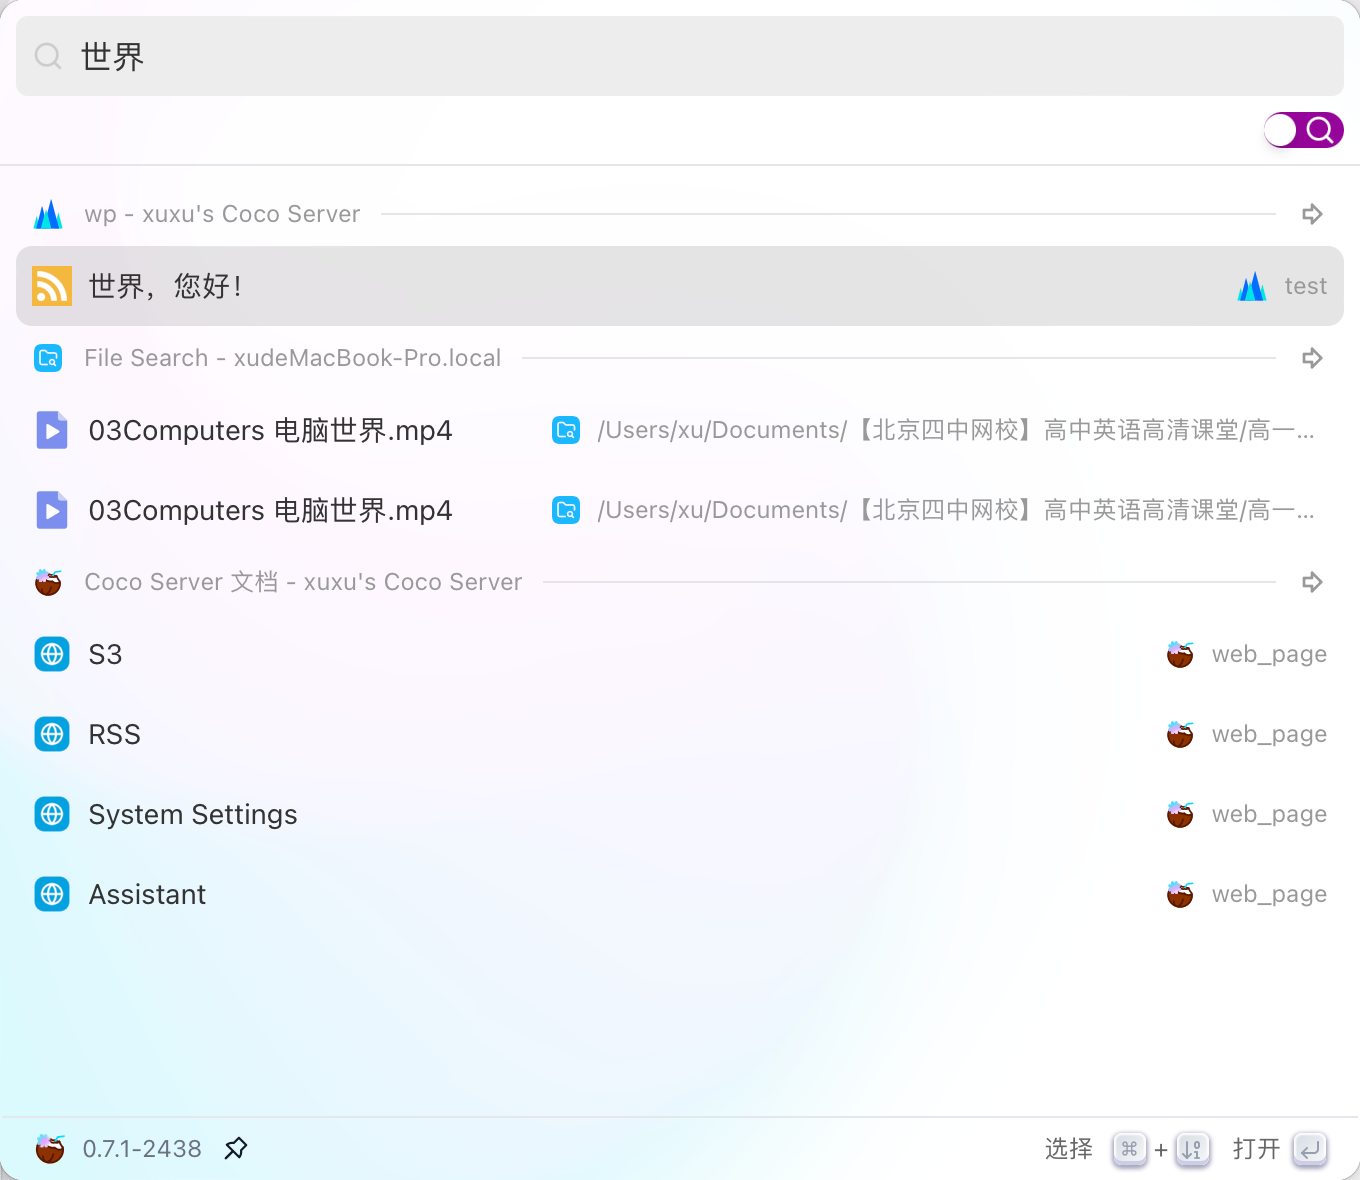 世界
wp - xuxu's Coco Server
世界，您好！
test
File Search - xudeMacBook-Pro.local
03Computers 电脑世界.mp4
/Users/xu/Documents/【北京四中网校】高中英语高清课堂/高一...
03Computers 电脑世界.mp4
/Users/xu/Documents/【北京四中网校】高中英语高清课堂/高一...
Coco Server 文档 - xuxu's Coco Server
S3
web_page
RSS
web_page
System Settings
web_page
Assistant
web_page
0.7.1-2438
选择 ⌘ + 打开